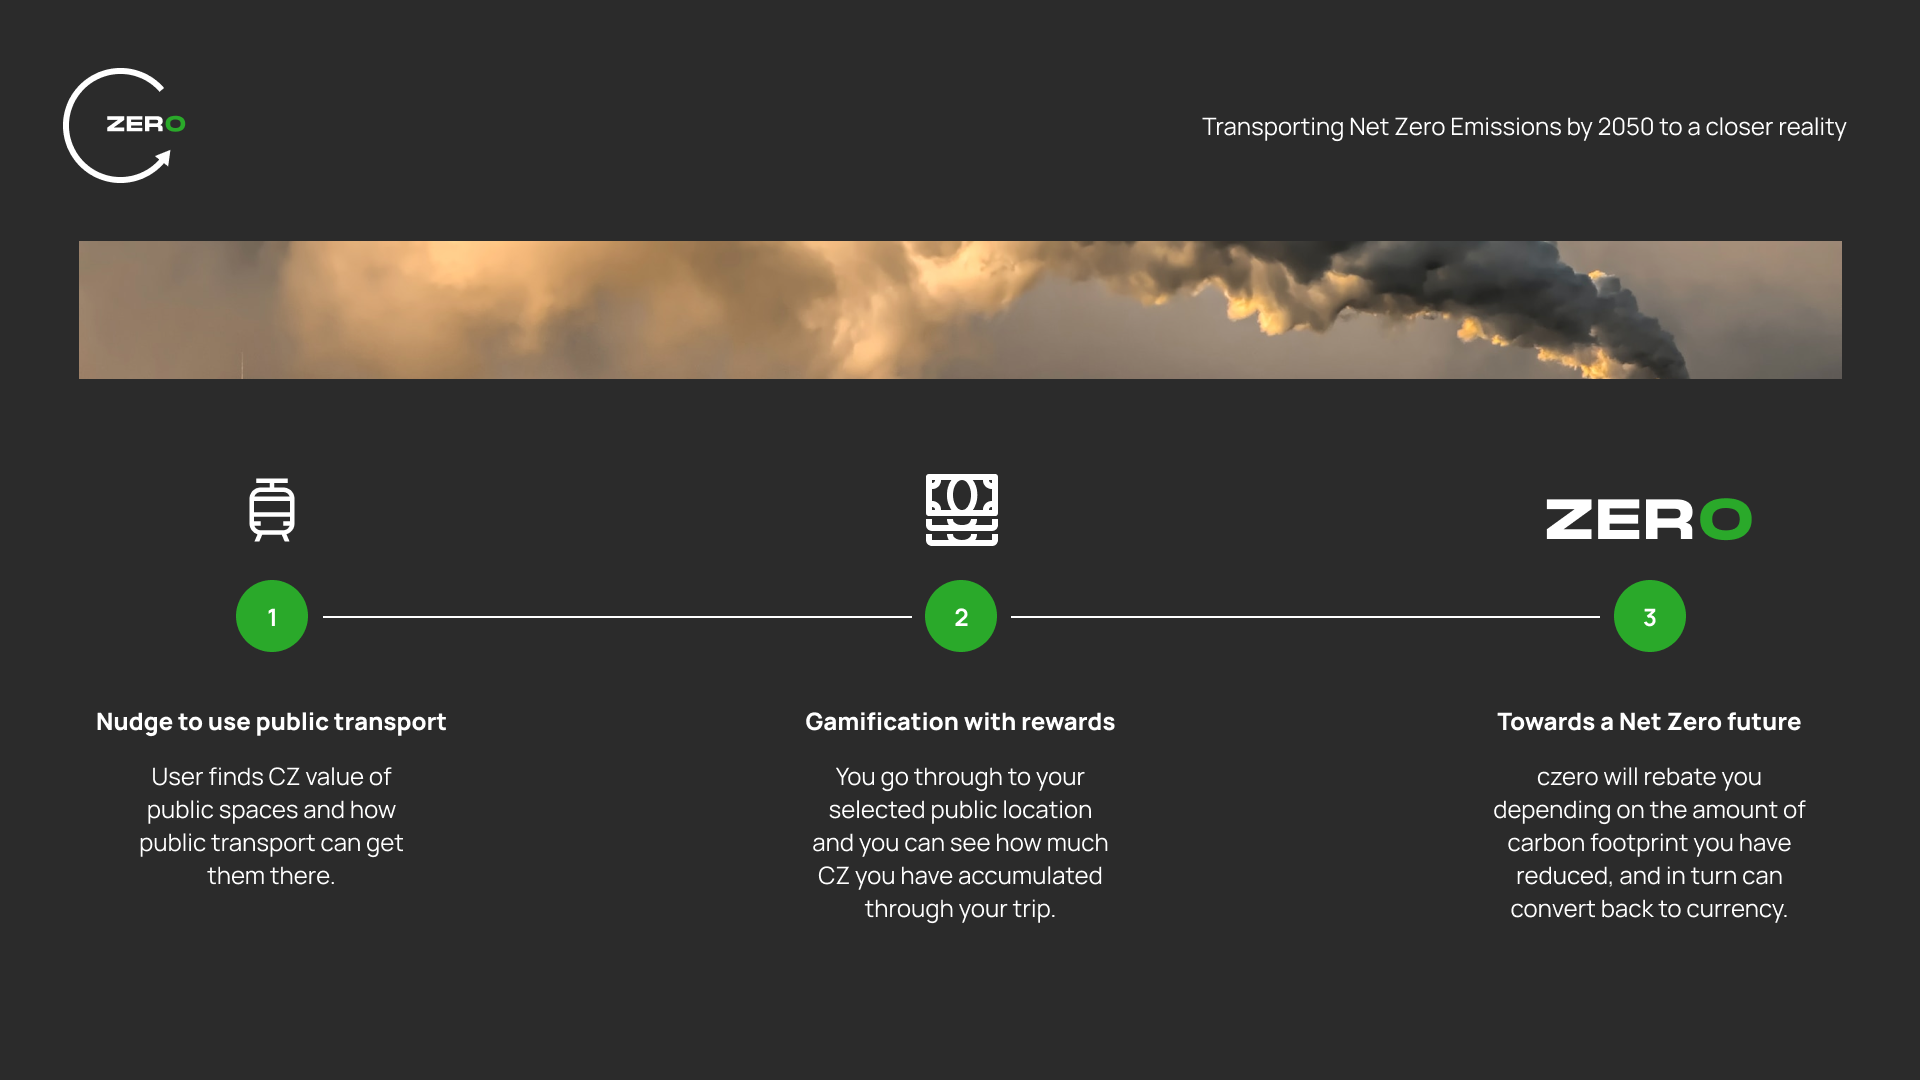 ZERO
Transporting Net Zero Emissions by 2050 to a closer reality
ZERO
1
2
3
Nudge to use public transport
User finds CZ value of
public spaces and how
public transport can get
them there.
Gamification with rewards
You go through to your
selected public location
and you can see how much
CZ you have accumulated
through your trip.
Towards a Net Zero future
czero will rebate you
depending on the amount of
carbon footprint you have
reduced, and in turn can
convert back to currency.